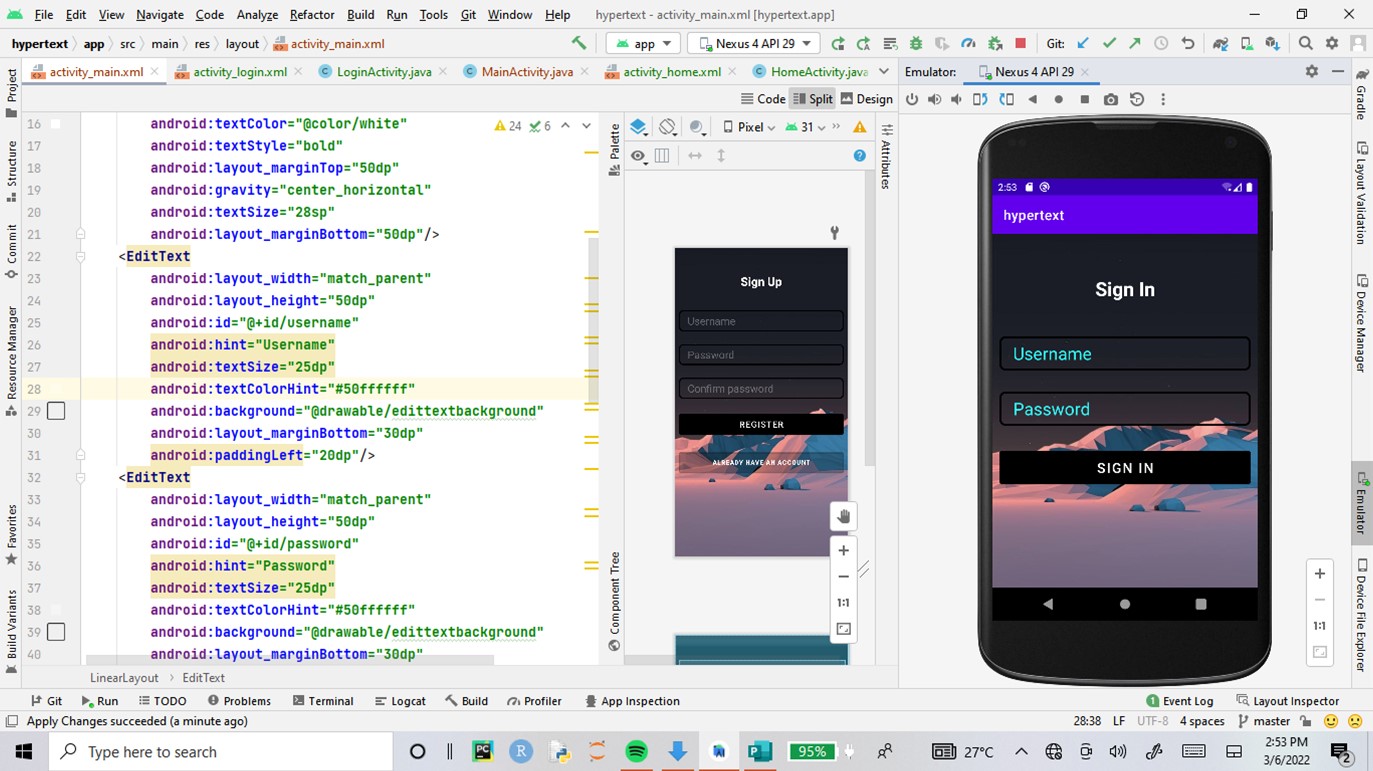 File Edit View Navigate Code Analyze Refactor Build Run Tools Git Window Help hypertext - activity_main.xml [hypertext.app]
hypertext app src main res layout activity_main.xml app Nexus 4 API 29 Git:
activity_main.xml activity_login.xml LoginActivity.java MainActivity.java activity_home.xml HomeActivity.java Emulator: Nexus 4 API 29
Code Split Design
16 android:textColor="@color/white" 24 6 Pixel 31
17 android:textStyle="bold"
18 android:layout_marginTop="50dp"
19 android:gravity="center_horizontal"
20 android:textSize="28sp"
21 android:layout_marginBottom="50dp"/>
22 <EditText
23 android:layout_width="match_parent"
24 android:layout_height="50dp"
25 android:id="@+id/username"
26 android:hint="Username"
27 android:textSize="25dp"
28 android:textColorHint="#50ffffff"
29 android:background="@drawable/edittextbackground"
30 android:layout_marginBottom="30dp"
31 android:paddingLeft="20dp"/>
32 <EditText
33 android:layout_width="match_parent"
34 android:layout_height="50dp"
35 android:id="@+id/password"
36 android:hint="Password"
37 android:textSize="25dp"
38 android:textColorHint="#50ffffff"
39 android:background="@drawable/edittextbackground"
40 android:layout_marginBottom="30dp"
LinearLayout EditText
Project
Structure
Commit
Resource Manager
Favorites
Build Variants
Palette
Component Tree
Attributes
Sign Up
Username
Password
Confirm password
REGISTER
ALREADY HAVE AN ACCOUNT
1:1
2:53
hypertext
Sign In
Username
Password
SIGN IN
1:1
Gradle
Layout Validation
Device Manager
Emulator
Device File Explorer
Git Run TODO Problems Terminal Logcat Build Profiler App Inspection 1 Event Log Layout Inspector
Apply Changes succeeded (a minute ago) 28:38 LF UTF-8 4 spaces master
Type here to search PC R 95% 27°C 2:53 PM
3/6/2022 2